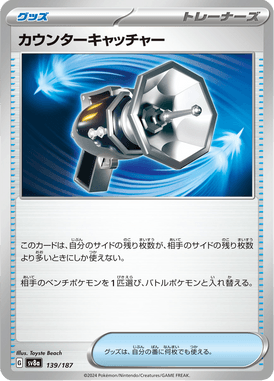 グッズ
トレーナーズ
カウンターキャッチャー
このカードは、自分のサイドの残り枚数が、相手のサイドの残り枚数
より多いときにしか使えない。
相手のベンチポケモンを1匹選び、バトルポケモンと入れ替える。
Illus. Toyste Beach
G sv8a 139/187
グッズは、自分の番に何枚でも使える。
©2024 Pokémon/Nintendo/Creatures/GAME FREAK.